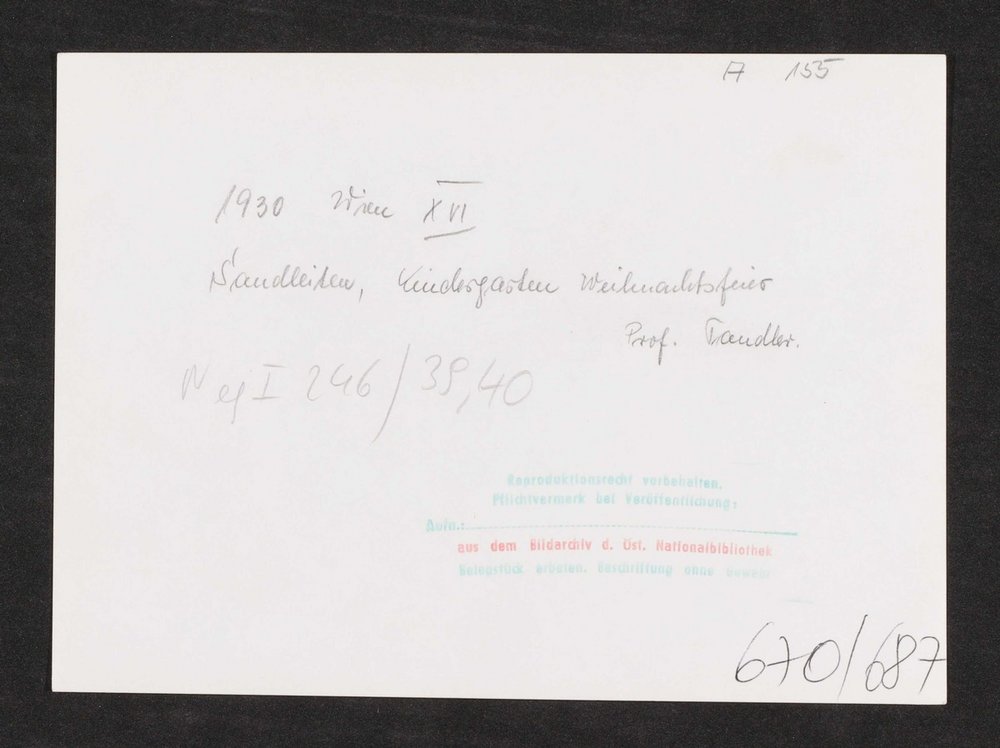 A 155
1930 Wien XVI
Sandleiten, Kindergarten Weihnachtsfeier
Prof. Tandler.
Neg I 246/39,40
Reproduktionsrecht vorbehalten.
Pflichtvermerk bei Veröffentlichung:
Aufn.:
aus dem Bildarchiv d. Öst. Nationalbibliothek
Belegstück erbeten. Beschriftung ohne Gewähr
670/687